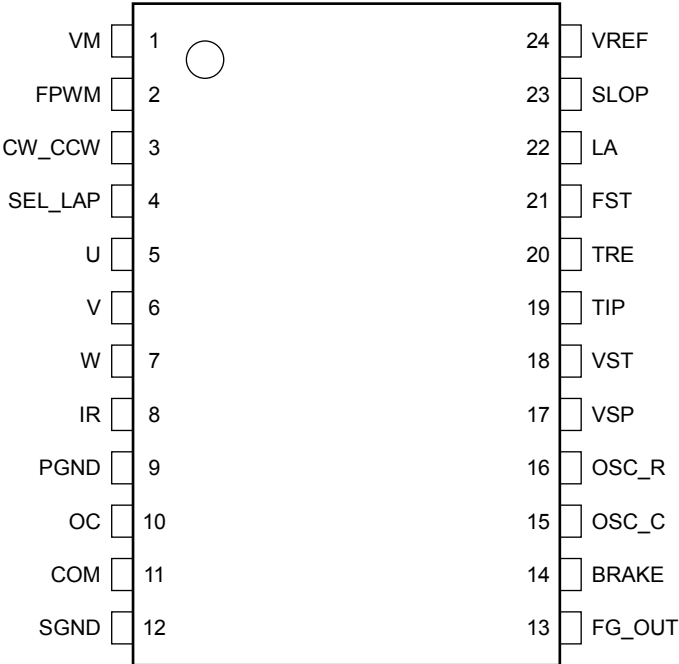 VM 1 24 VREF
FPWM 2 23 SLOP
CW_CCW 3 22 LA
SEL_LAP 4 21 FST
U 5 20 TRE
V 6 19 TIP
W 7 18 VST
IR 8 17 VSP
PGND 9 16 OSC_R
OC 10 15 OSC_C
COM 11 14 BRAKE
SGND 12 13 FG_OUT